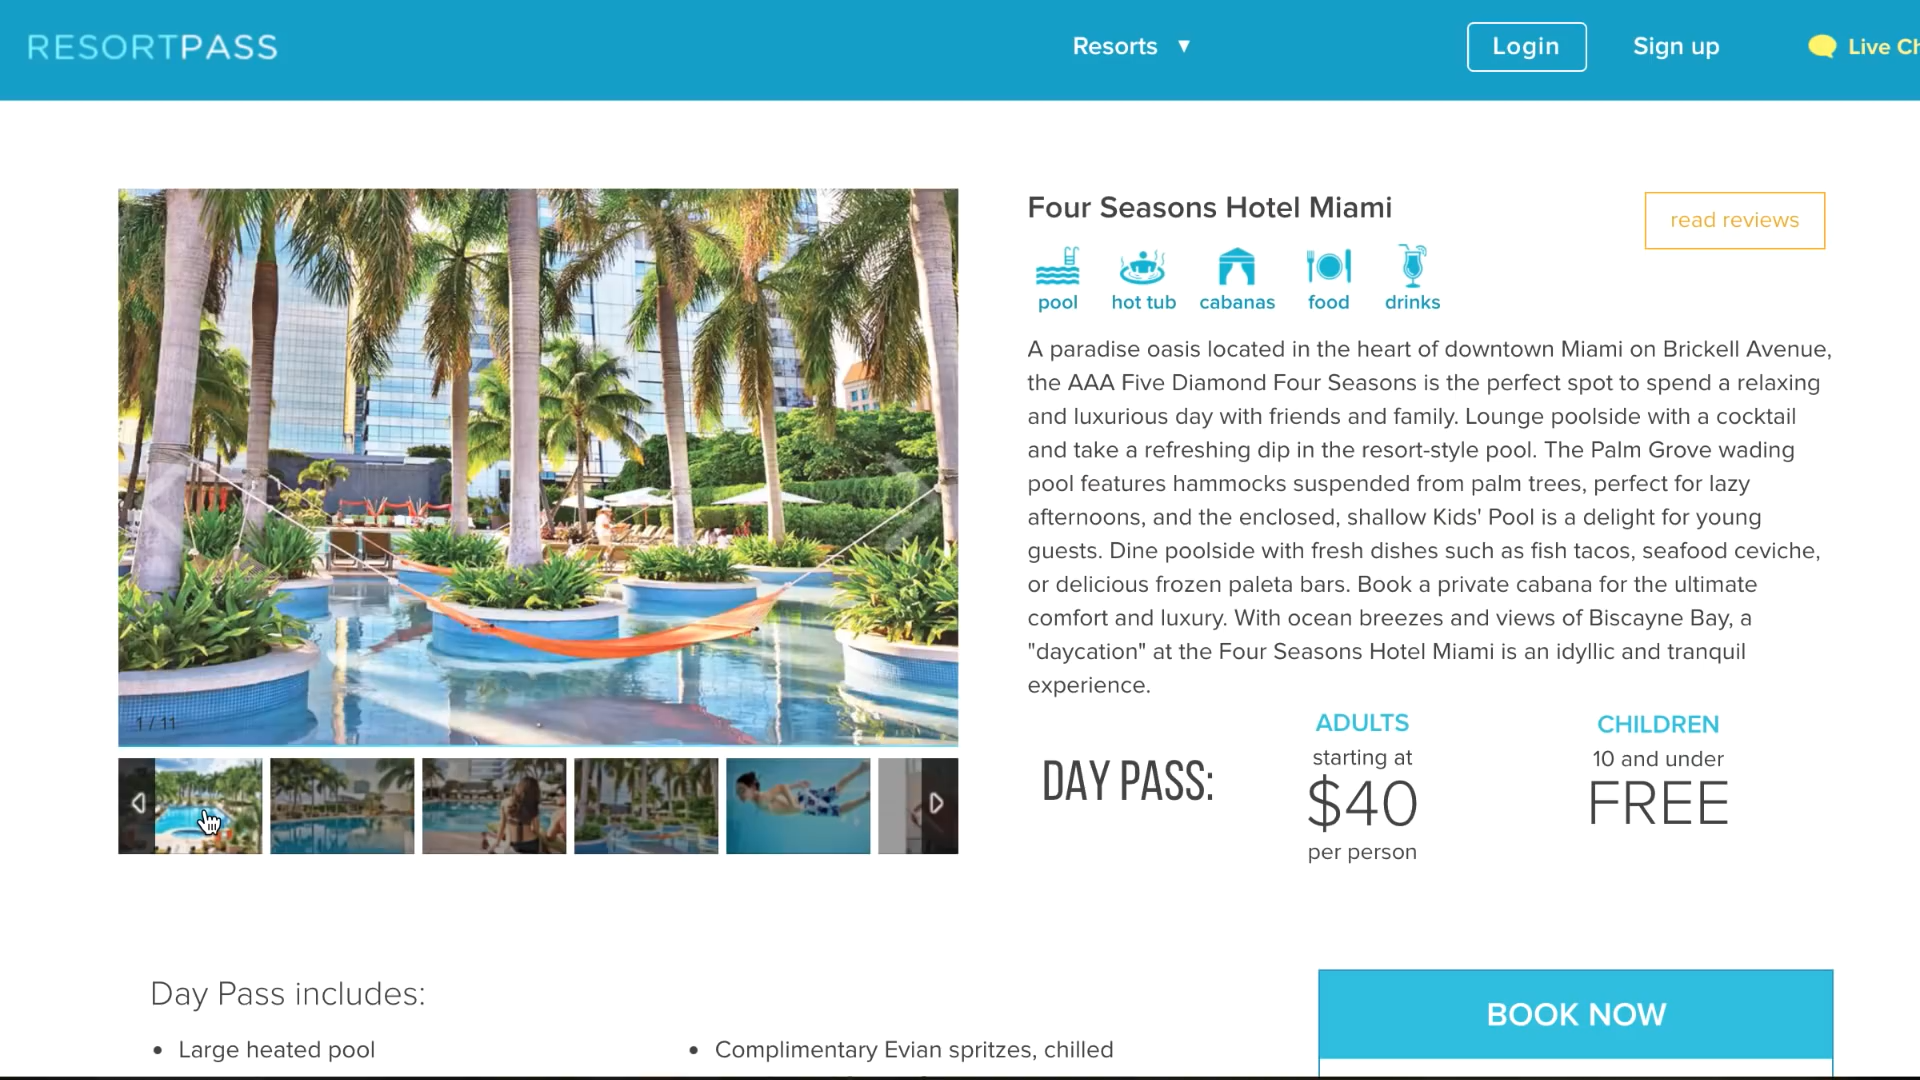 RESORTPASS
Resorts ▼
Login
Sign up
Live Ch
Four Seasons Hotel Miami
read reviews
pool
hot tub
cabanas
food
drinks
A paradise oasis located in the heart of downtown Miami on Brickell Avenue,
the AAA Five Diamond Four Seasons is the perfect spot to spend a relaxing
and luxurious day with friends and family. Lounge poolside with a cocktail
and take a refreshing dip in the resort-style pool. The Palm Grove wading
pool features hammocks suspended from palm trees, perfect for lazy
afternoons, and the enclosed, shallow Kids' Pool is a delight for young
guests. Dine poolside with fresh dishes such as fish tacos, seafood ceviche,
or delicious frozen paleta bars. Book a private cabana for the ultimate
comfort and luxury. With ocean breezes and views of Biscayne Bay, a
"daycation" at the Four Seasons Hotel Miami is an idyllic and tranquil
experience.
1 / 11
DAY PASS:
ADULTS
starting at
$40
per person
CHILDREN
10 and under
FREE
Day Pass includes:
• Large heated pool
• Complimentary Evian spritzes, chilled
BOOK NOW